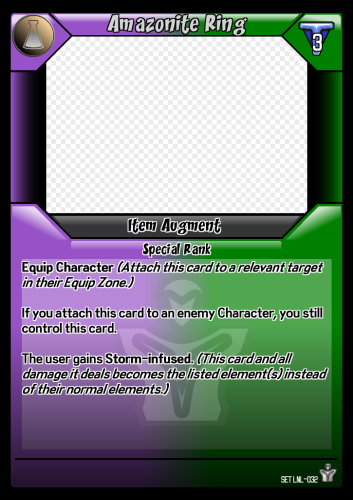 Amazonite Ring
3
Item Augment
Special Rank
Equip Character (Attach this card to a relevant target
in their Equip Zone.)
If you attach this card to an enemy Character, you still
control this card.
The user gains Storm-infused. (This card and all
damage it deals becomes the listed element(s) instead
of their normal elements.)
SET LNL-032